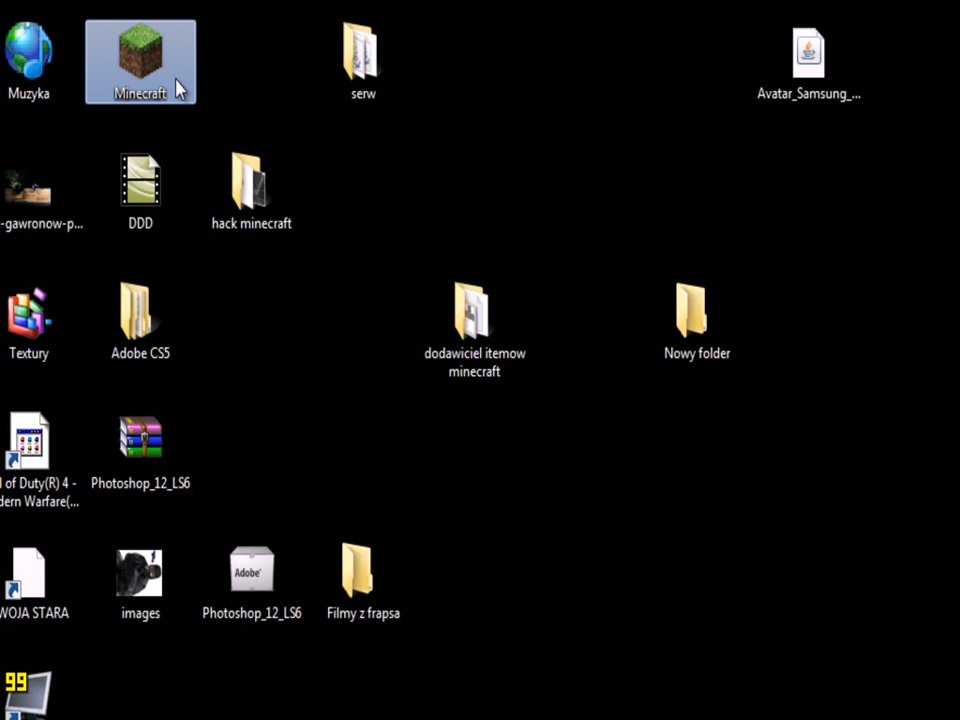 Muzyka
Minecraft
serw
Avatar_Samsung_...
-gawronow-p...
DDD
hack minecraft
Textury
Adobe CS5
dodawiciel itemow
minecraft
Nowy folder
of Duty(R) 4 -
dern Warfare(...
Photoshop_12_LS6
WOJA STARA
images
Adobe
Photoshop_12_LS6
Filmy z frapsa
99